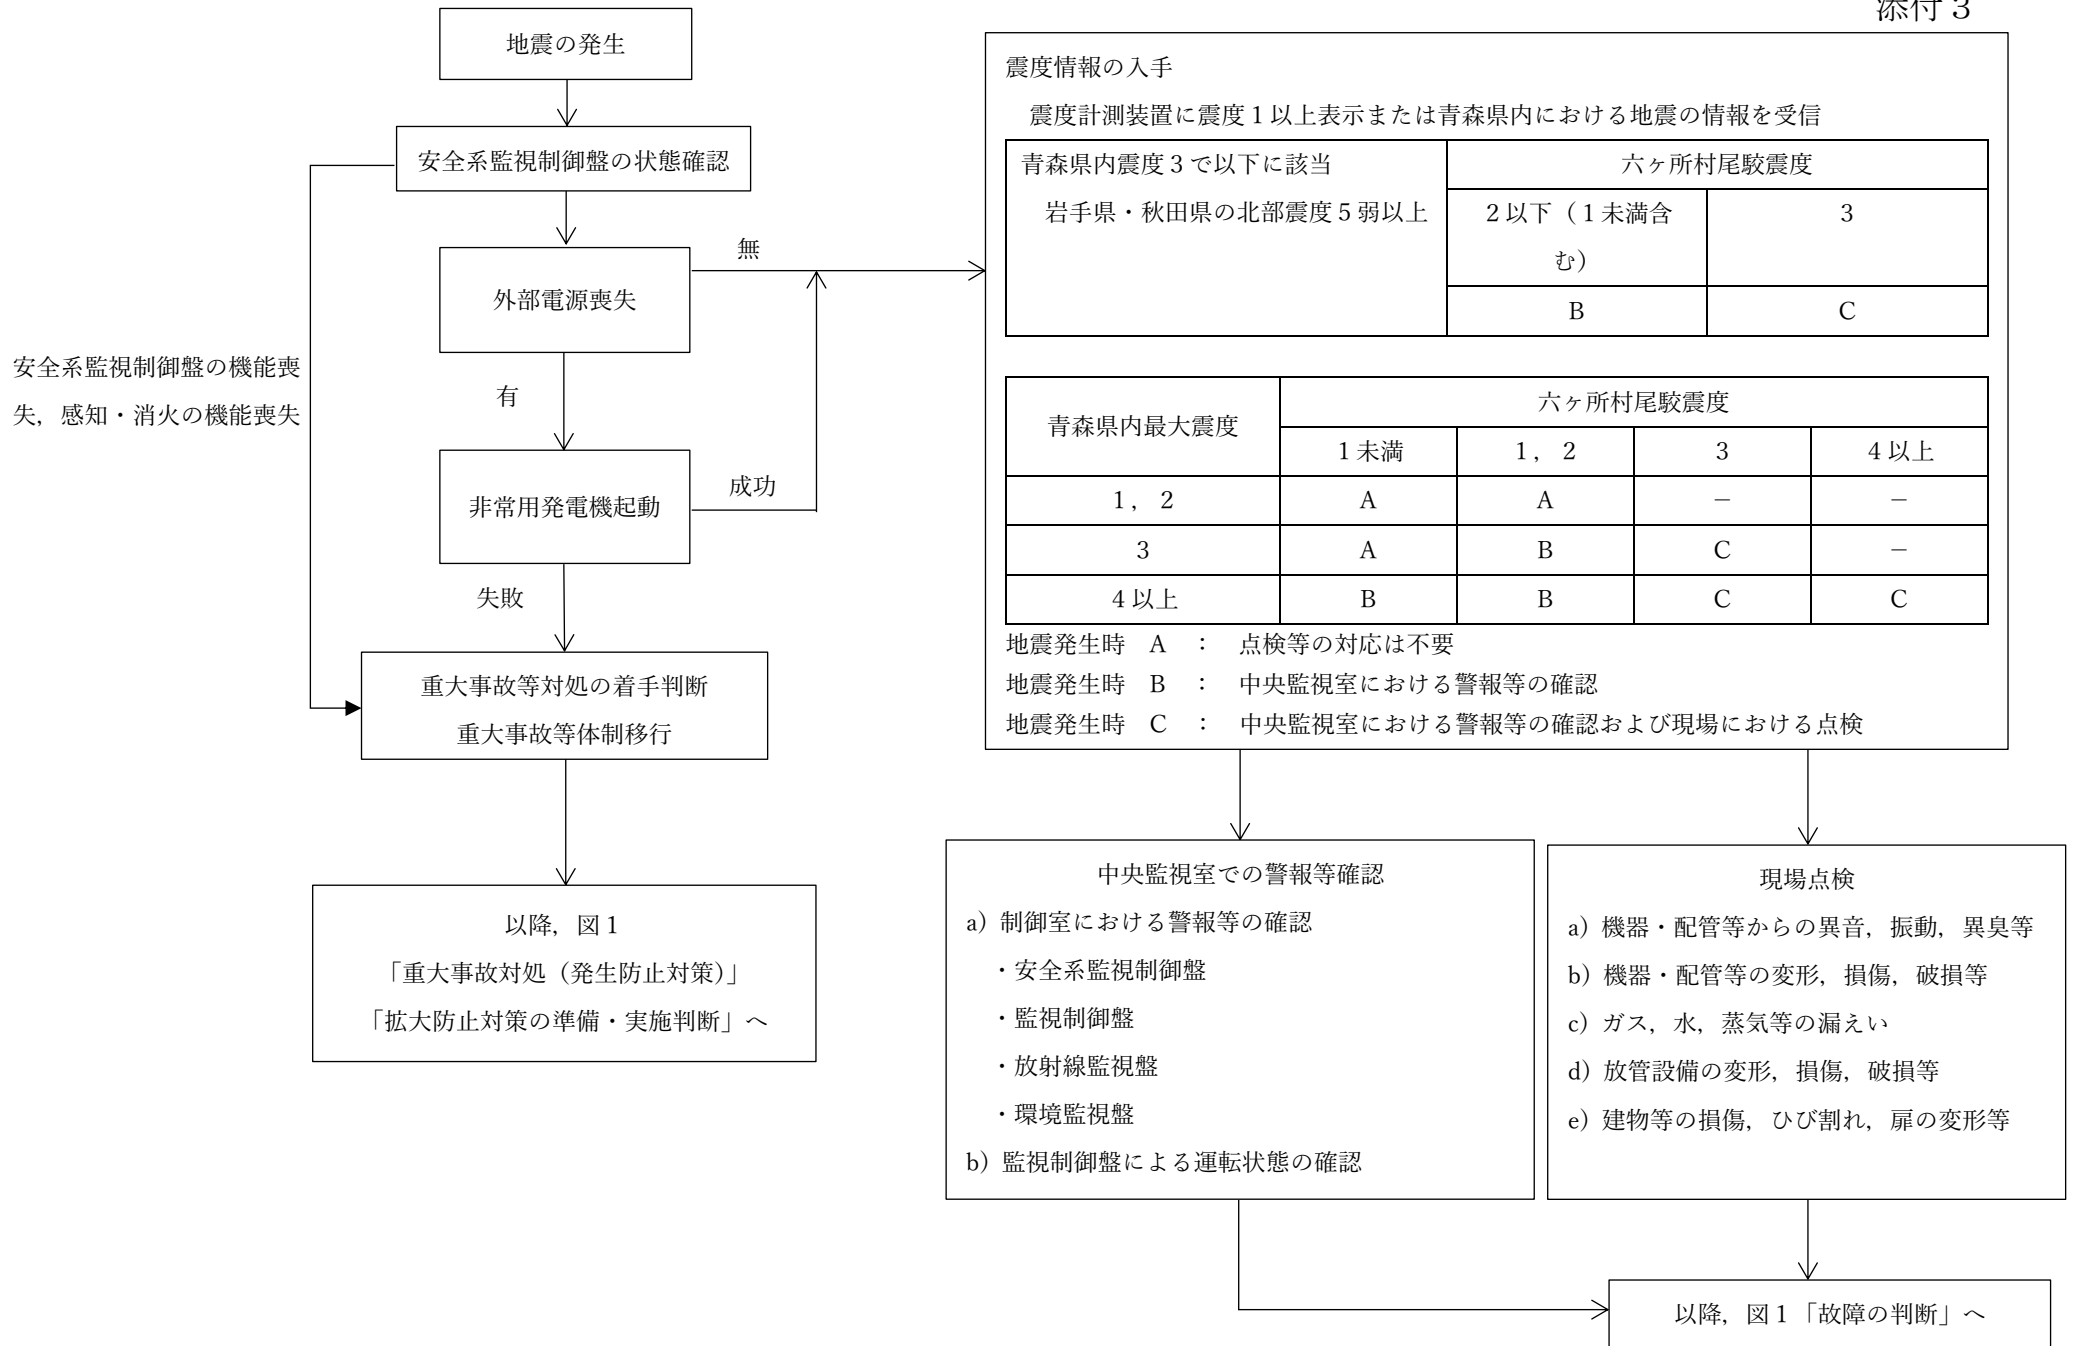 添付３
地震の発生
安全系監視制御盤の状態確認
外部電源喪失
無
有
安全系監視制御盤の機能喪
失，感知・消火の機能喪失
非常用発電機起動
成功
失敗
重大事故等対処の着手判断
重大事故等体制移行
以降，図１
「重大事故対処（発生防止対策）」
「拡大防止対策の準備・実施判断」へ
震度情報の入手
震度計測装置に震度１以上表示または青森県内における地震の情報を受信
青森県内震度３で以下に該当
岩手県・秋田県の北部震度５弱以上
六ヶ所村尾駮震度
２以下（１未満含
む）
３
B
C
青森県内最大震度
六ヶ所村尾駮震度
１未満
１，２
３
４以上
１，２
A
A
－
－
３
A
B
C
－
４以上
B
B
C
C
地震発生時　A　：　点検等の対応は不要
地震発生時　B　：　中央監視室における警報等の確認
地震発生時　C　：　中央監視室における警報等の確認および現場における点検
中央監視室での警報等確認
a）制御室における警報等の確認
・安全系監視制御盤
・監視制御盤
・放射線監視盤
・環境監視盤
b）監視制御盤による運転状態の確認
現場点検
a）機器・配管等からの異音，振動，異臭等
b）機器・配管等の変形，損傷，破損等
c）ガス，水，蒸気等の漏えい
d）放管設備の変形，損傷，破損等
e）建物等の損傷，ひび割れ，扉の変形等
以降，図１「故障の判断」へ